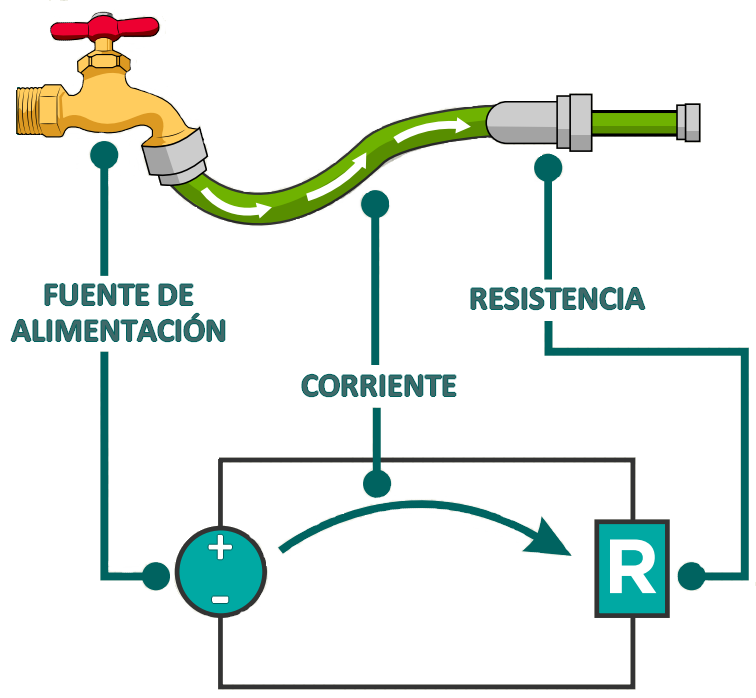 FUENTE DE
ALIMENTACIÓN
RESISTENCIA
CORRIENTE
+
-
R